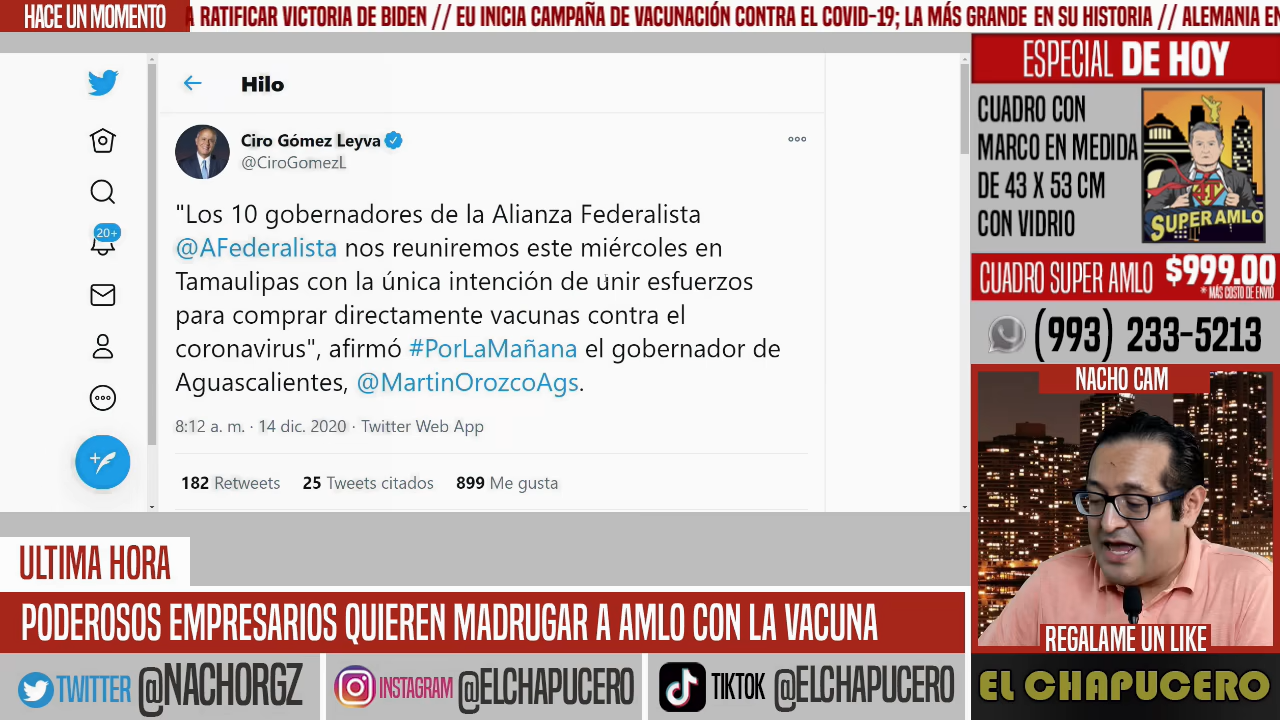 HACE UN MOMENTO
A RATIFICAR VICTORIA DE BIDEN // EU INICIA CAMPAÑA DE VACUNACIÓN CONTRA EL COVID-19; LA MÁS GRANDE EN SU HISTORIA // ALEMANIA EN
Hilo
Ciro Gómez Leyva
@CiroGomezL
20+
"Los 10 gobernadores de la Alianza Federalista
@AFederalista nos reuniremos este miércoles en
Tamaulipas con la única intención de unir esfuerzos
para comprar directamente vacunas contra el
coronavirus", afirmó #PorLaMañana el gobernador de
Aguascalientes, @MartinOrozcoAgs.
8:12 a. m. · 14 dic. 2020 · Twitter Web App
182 Retweets 25 Tweets citados 899 Me gusta
ESPECIAL DE HOY
CUADRO CON
MARCO EN MEDIDA
DE 43 X 53 CM
CON VIDRIO
4T
SUPER AMLO
CUADRO SUPER AMLO $999.00
* MÁS COSTO DE ENVIÓ
(993) 233-5213
NACHO CAM
REGALAME UN LIKE
ULTIMA HORA
PODEROSOS EMPRESARIOS QUIEREN MADRUGAR A AMLO CON LA VACUNA
TWITTER @NACHORGZ
INSTAGRAM @ELCHAPUCERO
TIKTOK @ELCHAPUCERO
EL CHAPUCERO